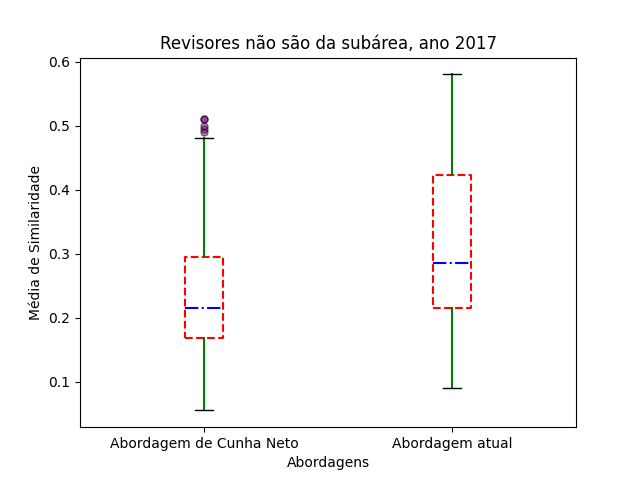 Revisores não são da subárea, ano 2017
0.6
0.5
0.4
0.3
0.2
0.1
Média de Similaridade
Abordagem de Cunha Neto
Abordagem atual
Abordagens